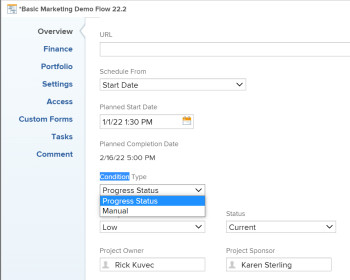 *Basic Marketing Demo Flow 22.2
Overview
Finance
Portfolio
Settings
Access
Custom Forms
Tasks
Comment
URL
Schedule From
Start Date
Planned Start Date
1/1/22 1:30 PM
Planned Completion Date
2/16/22 5:00 PM
Condition Type
Progress Status
Progress Status
Manual
Status
Low
Current
Project Owner
Project Sponsor
Rick Kuvec
Karen Sterling